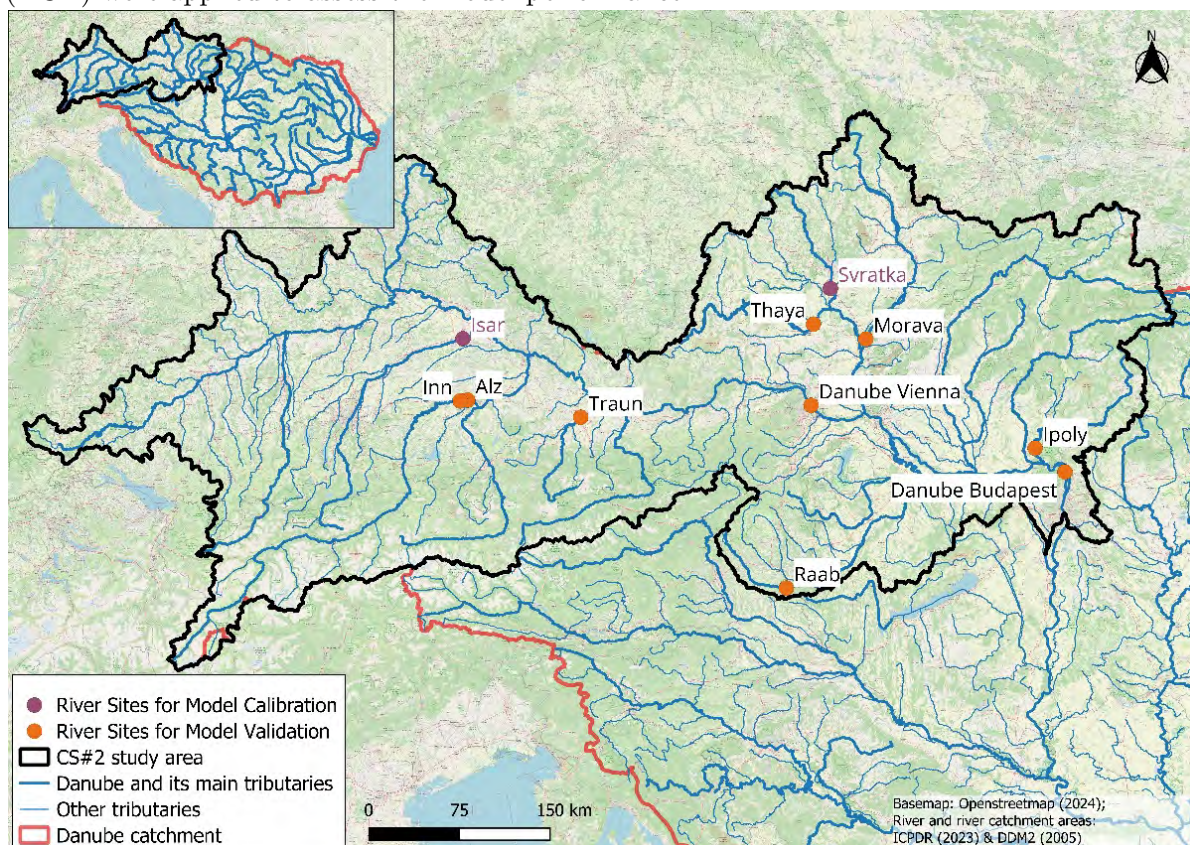 N
Svratka
Thaya
Morava
Isar
Inn
Alz
Traun
Danube Vienna
Ipoly
Danube Budapest
Raab
River Sites for Model Calibration
River Sites for Model Validation
CS#2 study area
Danube and its main tributaries
Other tributaries
Danube catchment
0 75 150 km
Basemap: Openstreetmap (2024);
River and river catchment areas:
ICPDR (2023) & DDM2 (2005)